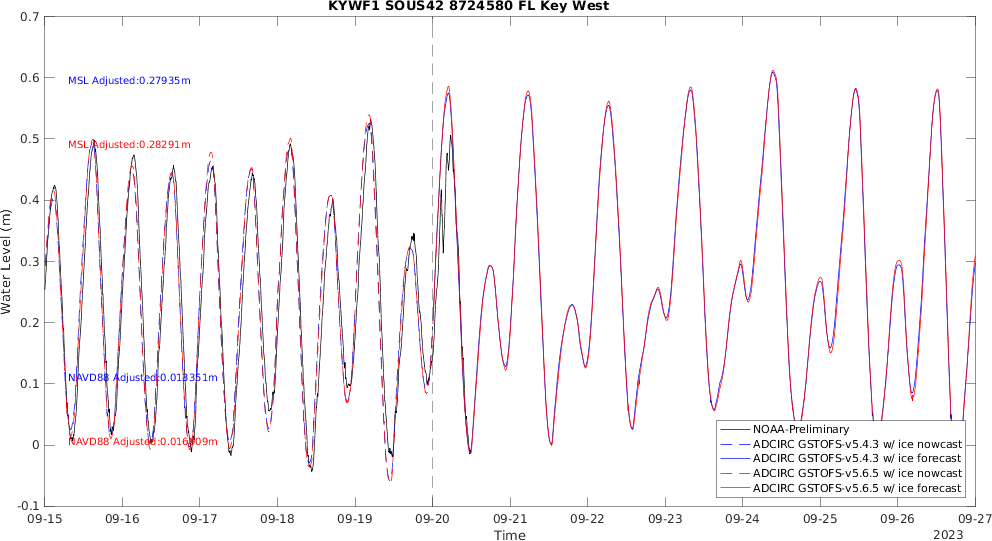 KYWF1 SOUS42 8724580 FL Key West
0.7
0.6
0.5
0.4
0.3
0.2
0.1
0
-0.1
Water Level (m)
MSL Adjusted:0.27935m
MSL Adjusted:0.28291m
NAVD88 Adjusted:0.013351m
NAVD88 Adjusted:0.016909m
NOAA-Preliminary
ADCIRC GSTOFS-v5.4.3 w/ ice nowcast
ADCIRC GSTOFS-v5.4.3 w/ ice forecast
ADCIRC GSTOFS-v5.6.5 w/ ice nowcast
ADCIRC GSTOFS-v5.6.5 w/ ice forecast
09-15 09-16 09-17 09-18 09-19 09-20 09-21 09-22 09-23 09-24 09-25 09-26 09-27
Time
2023